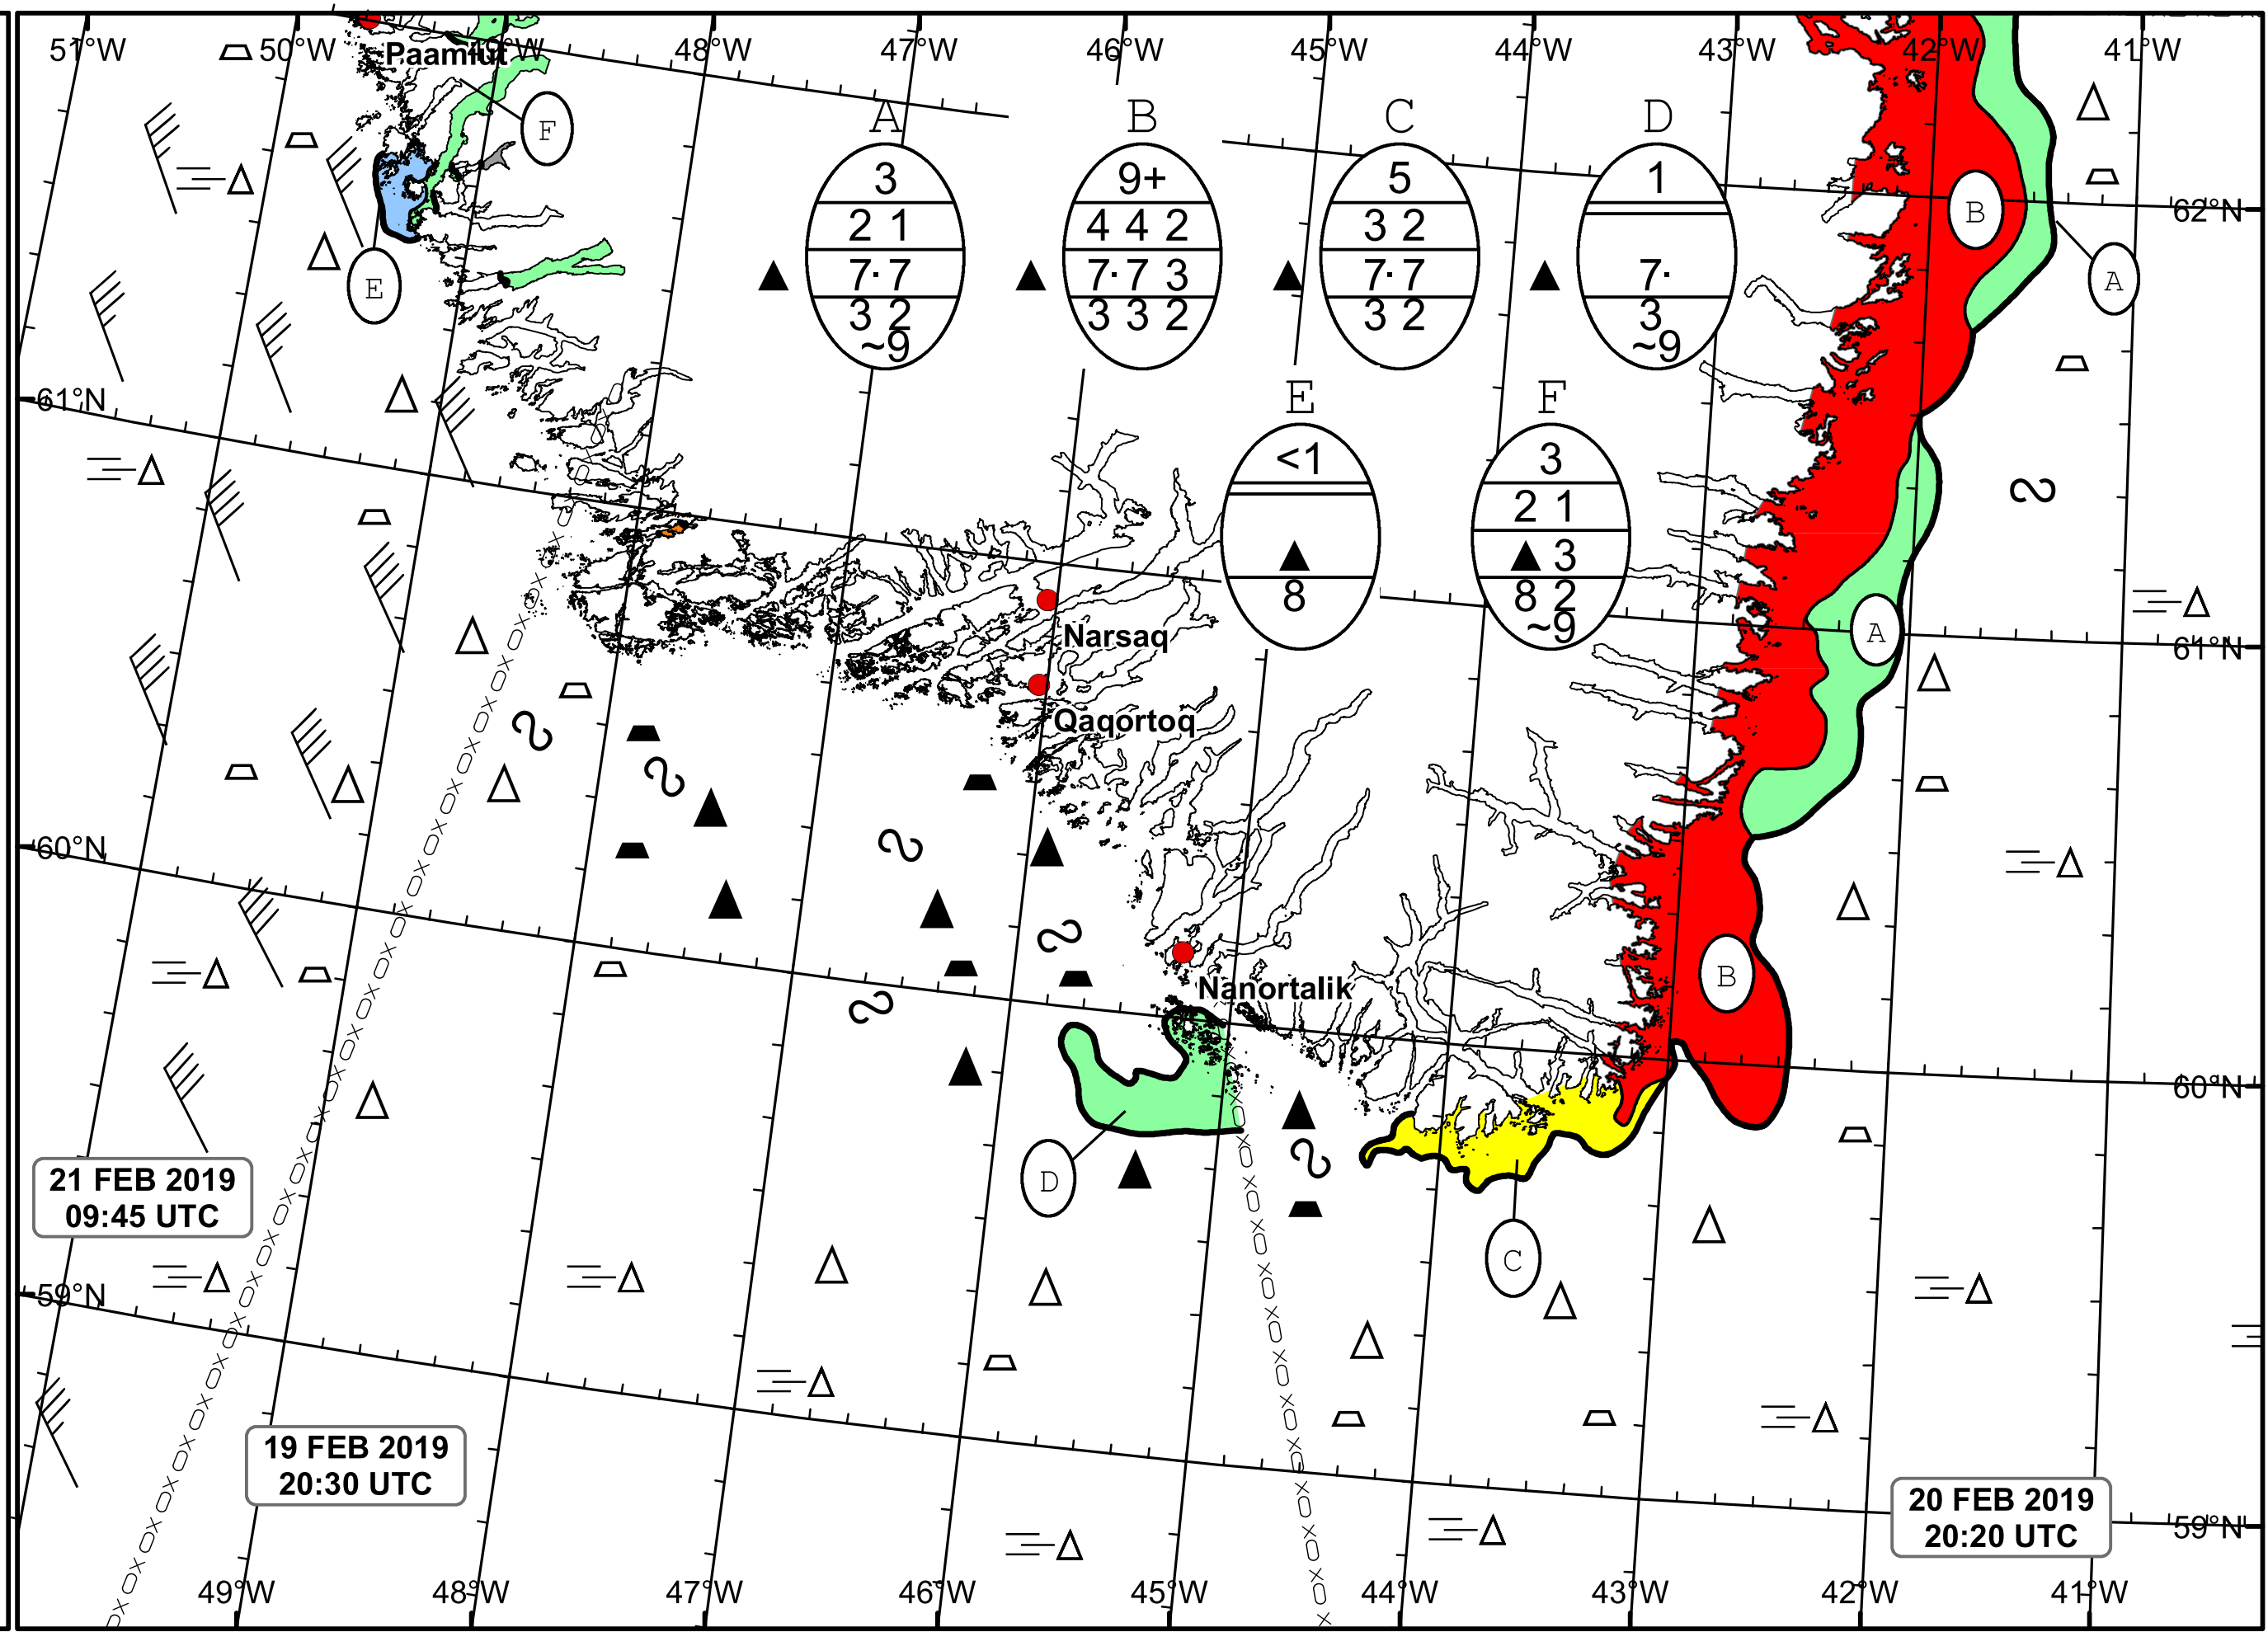 51°W 50°W 49°W 48°W 47°W 46°W 45°W 44°W 43°W 42°W 41°W
Paamiut
A B C D
3 9+ 5 1
2 1 4 4 2 3 2
7· 7 7· 7 3 7· 7 7·
3 2 3 3 2 3 2 3
~9 ~9
F
B
62°N
A
E
61°N
E F
<1 3
2 1
3
8 8 2
~9
Narsaq
A
61°N
Qaqortoq
60°N
B
Nanortalik
60°N
D
21 FEB 2019
09:45 UTC
C
59°N
19 FEB 2019
20:30 UTC
20 FEB 2019
20:20 UTC
59°N
49°W 48°W 47°W 46°W 45°W 44°W 43°W 42°W 41°W